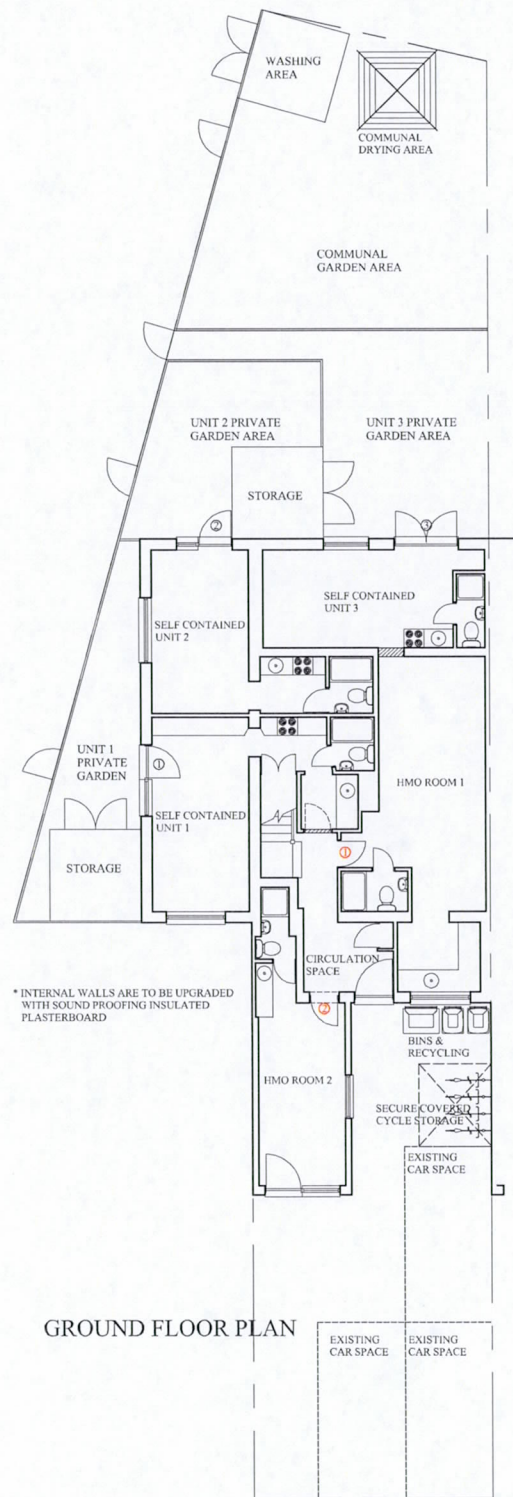 WASHING
AREA
COMMUNAL
DRYING AREA
COMMUNAL
GARDEN AREA
UNIT 2 PRIVATE
GARDEN AREA
UNIT 3 PRIVATE
GARDEN AREA
STORAGE
②
③
SELF CONTAINED
UNIT 3
SELF CONTAINED
UNIT 2
UNIT 1
PRIVATE
GARDEN
①
HMO ROOM 1
SELF CONTAINED
UNIT 1
STORAGE
①
CIRCULATION
SPACE
* INTERNAL WALLS ARE TO BE UPGRADED
WITH SOUND PROOFING INSULATED
PLASTERBOARD
②
BINS &
RECYCLING
HMO ROOM 2
SECURE COVERED
CYCLE STORAGE
EXISTING
CAR SPACE
GROUND FLOOR PLAN
EXISTING
CAR SPACE
EXISTING
CAR SPACE